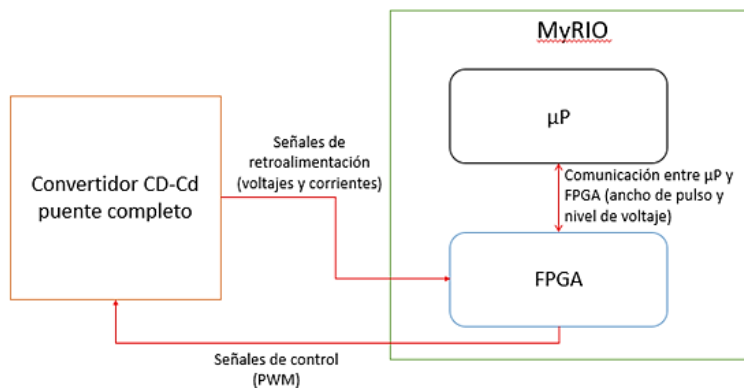 MyRIO
µP
Señales de
retroalimentación
(voltajes y corrientes)
Comunicación entre µP y
FPGA (ancho de pulso y
nivel de voltaje)
Convertidor CD-Cd
puente completo
FPGA
Señales de control
(PWM)